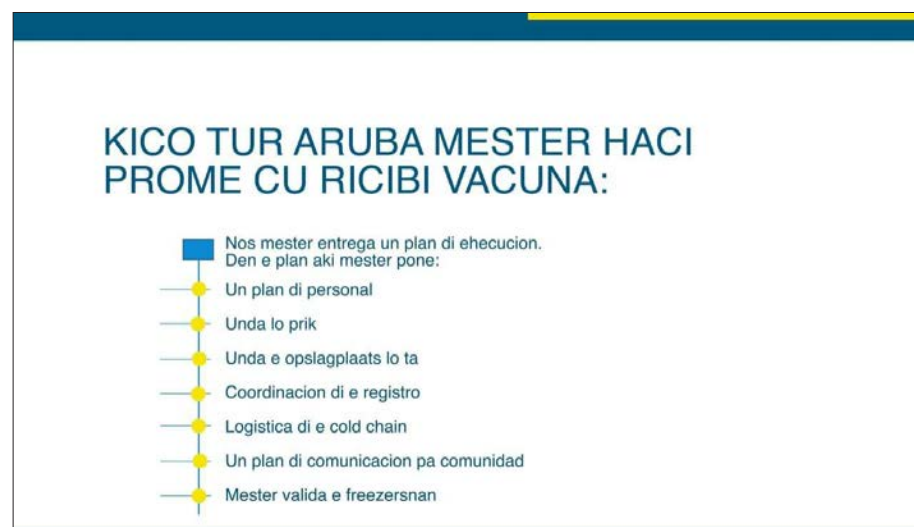 KICO TUR ARUBA MESTER HACI
PROME CU RICIBI VACUNA:
Nos mester entrega un plan di ehecucion.
Den e plan aki mester pone:
Un plan di personal
Unda lo prik
Unda e opslagplaats lo ta
Coordinacion di e registro
Logistica di e cold chain
Un plan di comunicacion pa comunidad
Mester valida e freezersnan